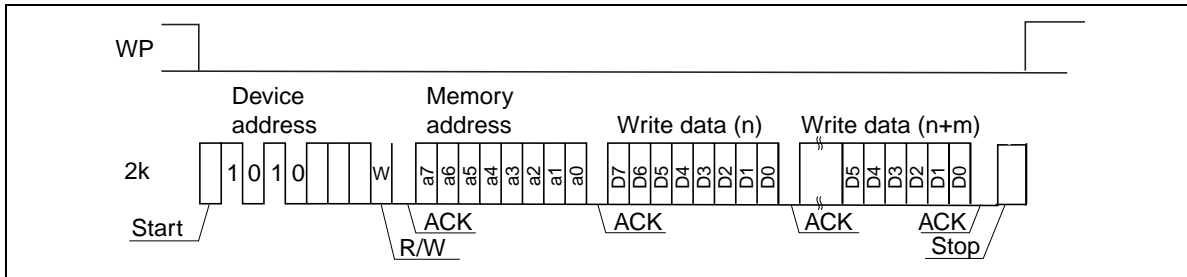 WP
Device
address
Memory
address
Write data (n)
Write data (n+m)
2k
1 0 1 0 W a7 a6 a5 a4 a3 a2 a1 a0 D7 D6 D5 D4 D3 D2 D1 D0 D5 D4 D3 D2 D1 D0
Start
R/W
ACK
ACK
ACK
ACK
Stop